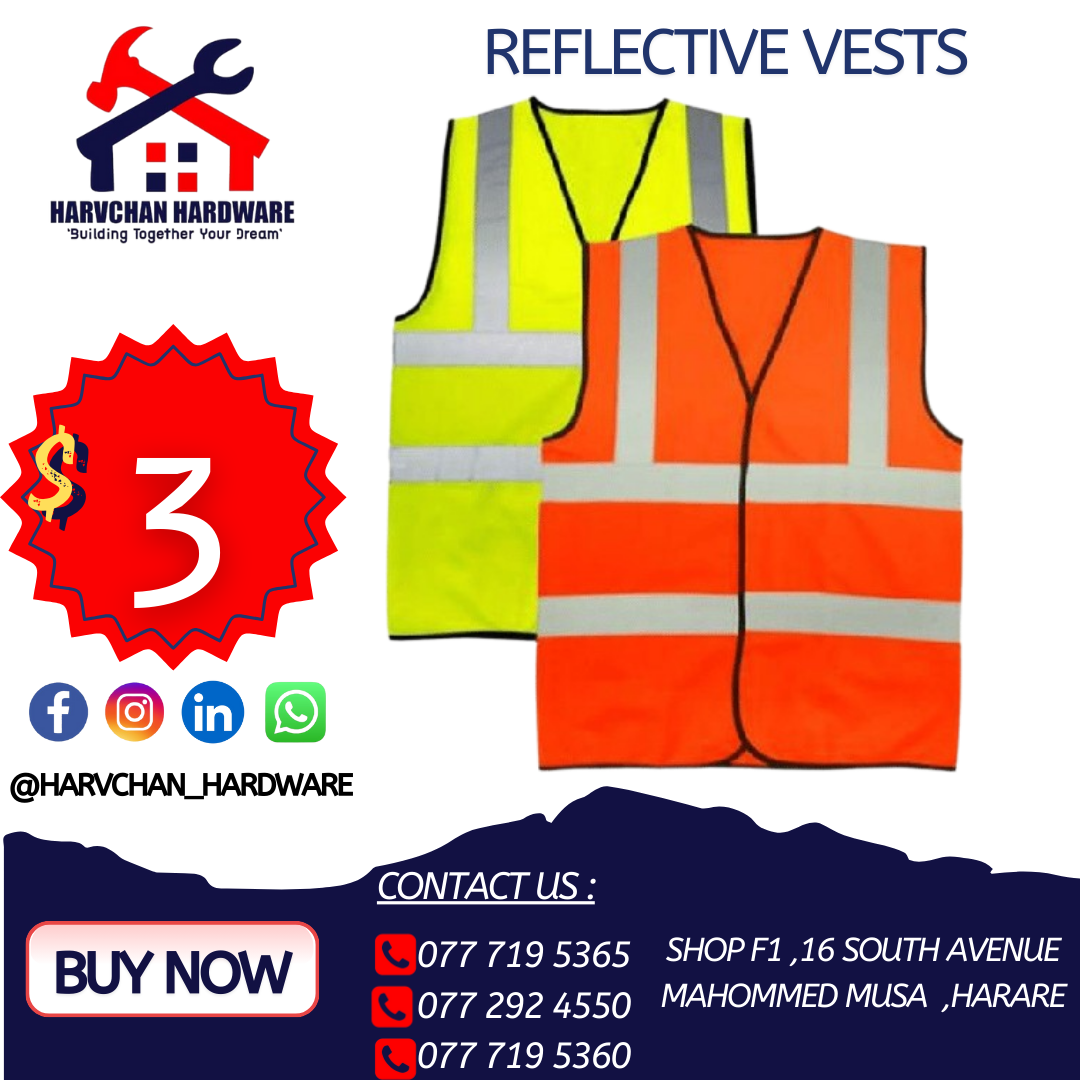 REFLECTIVE VESTS
HARVCHAN HARDWARE
'Building Together Your Dream'
$ 3
@HARVCHAN_HARDWARE
CONTACT US :
BUY NOW
077 719 5365
077 292 4550
077 719 5360
SHOP F1 ,16 SOUTH AVENUE
MAHOMMED MUSA ,HARARE